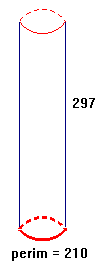 297
perim = 210